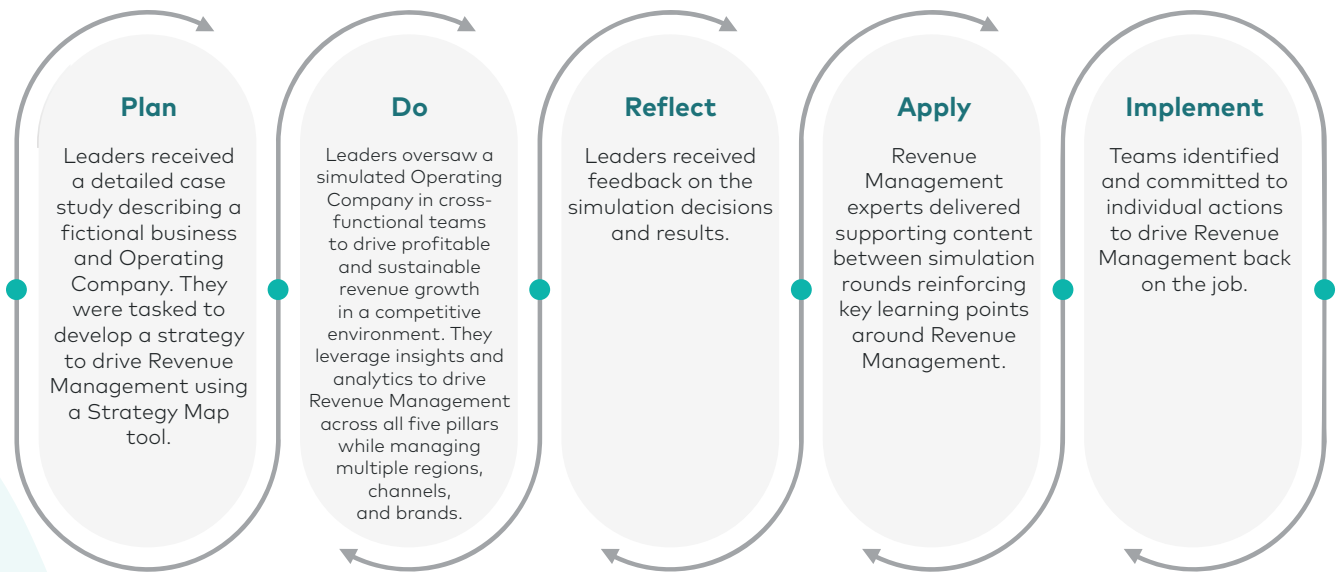 Plan
Leaders received
a detailed case
study describing a
fictional business
and Operating
Company. They
were tasked to
develop a strategy
to drive Revenue
Management using
a Strategy Map
tool.
Do
Leaders oversaw a
simulated Operating
Company in cross-
functional teams
to drive profitable
and sustainable
revenue growth
in a competitive
environment. They
leverage insights and
analytics to drive
Revenue Management
across all five pillars
while managing
multiple regions,
channels,
and brands.
Reflect
Leaders received
feedback on the
simulation decisions
and results.
Apply
Revenue
Management
experts delivered
supporting content
between simulation
rounds reinforcing
key learning points
around Revenue
Management.
Implement
Teams identified
and committed to
individual actions
to drive Revenue
Management back
on the job.